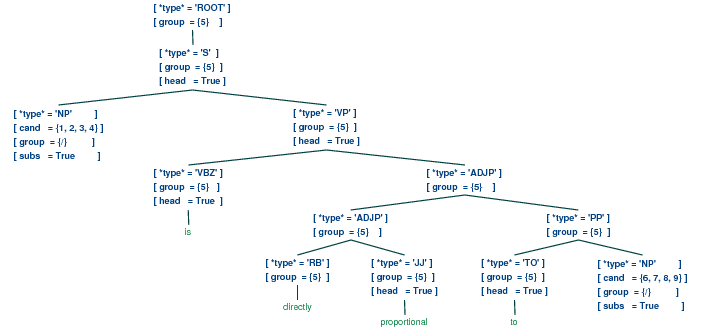 [ *type* = 'ROOT' ]
[ group = {5} ]
[ *type* = 'S' ]
[ group = {5} ]
[ head = True ]
[ *type* = 'NP' ]
[ cand = {1, 2, 3, 4} ]
[ group = {/} ]
[ subs = True ]
[ *type* = 'VP' ]
[ group = {5} ]
[ head = True ]
[ *type* = 'VBZ' ]
[ group = {5} ]
[ head = True ]
is
[ *type* = 'ADJP' ]
[ group = {5} ]
[ *type* = 'ADJP' ]
[ group = {5} ]
[ *type* = 'PP' ]
[ group = {5} ]
[ *type* = 'RB' ]
[ group = {5} ]
directly
[ *type* = 'JJ' ]
[ group = {5} ]
[ head = True ]
proportional
[ *type* = 'TO' ]
[ group = {5} ]
[ head = True ]
to
[ *type* = 'NP' ]
[ cand = {6, 7, 8, 9} ]
[ group = {/} ]
[ subs = True ]